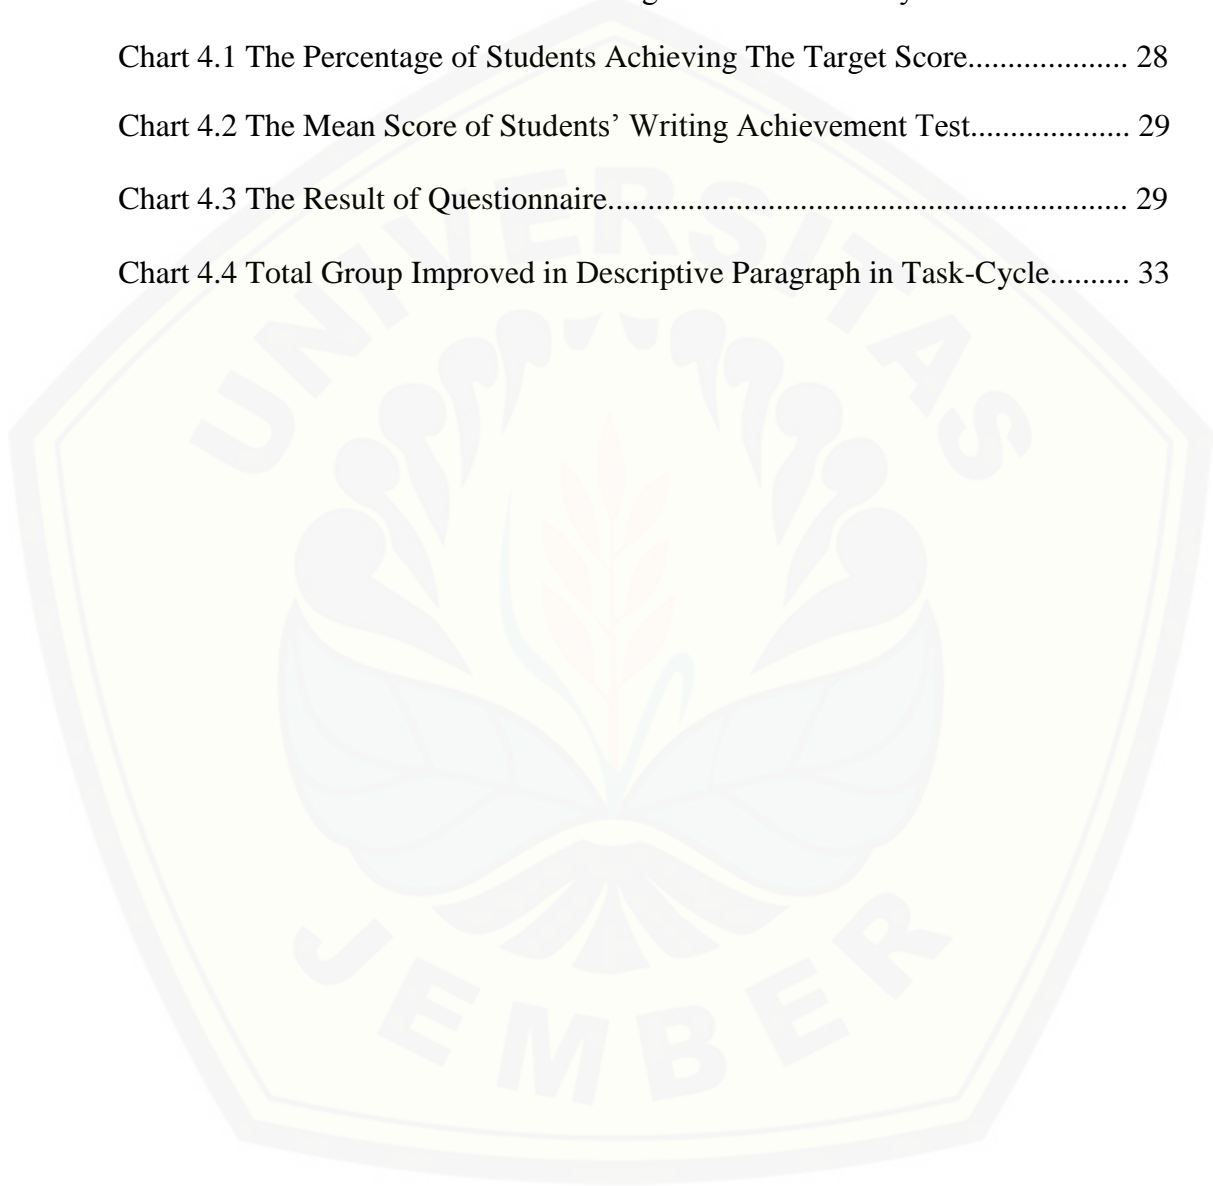 Chart 4.1 The Percentage of Students Achieving The Target Score.................... 28
Chart 4.2 The Mean Score of Students’ Writing Achievement Test.................... 29
Chart 4.3 The Result of Questionnaire................................................................. 29
Chart 4.4 Total Group Improved in Descriptive Paragraph in Task-Cycle.......... 33
UNIVERSITAS
JEMBER